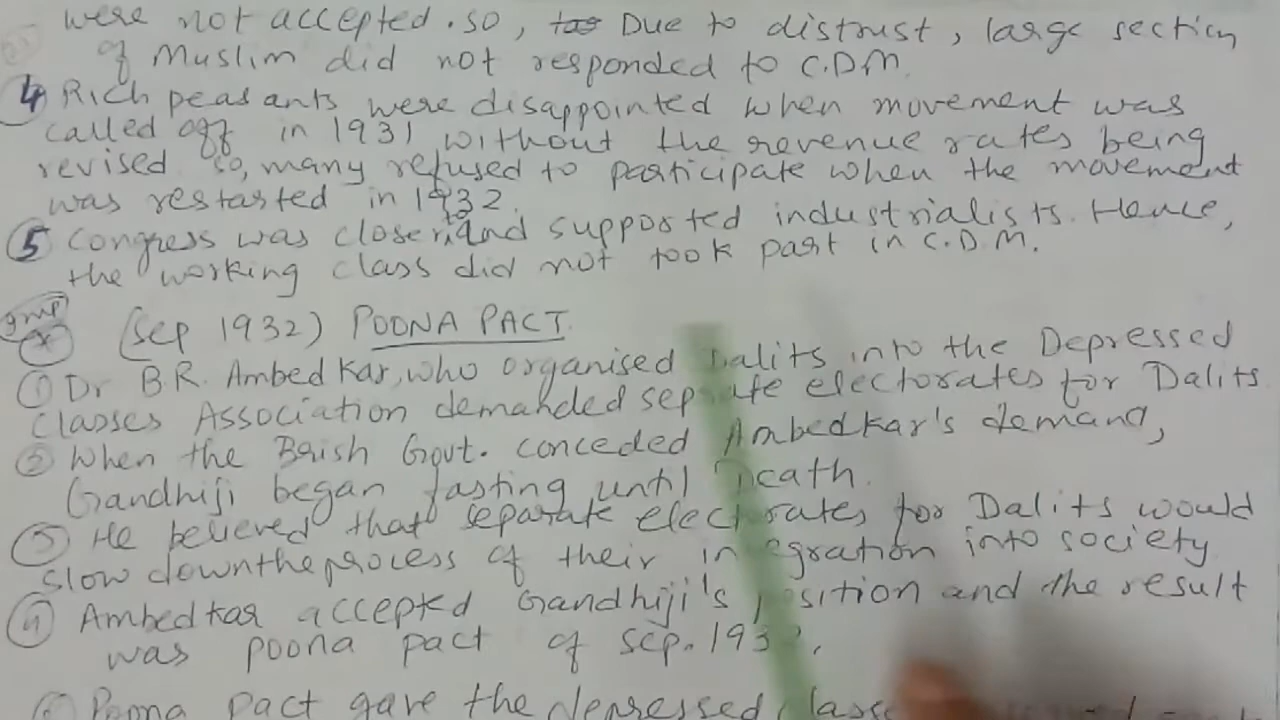 were not accepted. so, too Due to distrust, large section
of Muslim did not responded to C.D.M.
4 Rich peasants were disappointed when movement was
called off in 1931 without the revenue rates being
revised so, many refused to participate when the movement
was restarted in 1932.
5 Congress was closer to and supported industrialists. Hence,
the working class did not took part in C.D.M.
Imp
* (Sep 1932) POONA PACT
① Dr B.R. Ambedkar, who organised Dalits into the Depressed
Classes Association demanded seprate electorates for Dalits
② When the Briish Govt. conceded Ambedkar's demand,
Gandhiji began fasting until Death.
③ He believed that separate electorates for Dalits would
slow down the process of their integration into society.
④ Ambedkar accepted Gandhiji's position and the result
was poona pact of Sep. 1932.
Poona pact gave the depressed classes